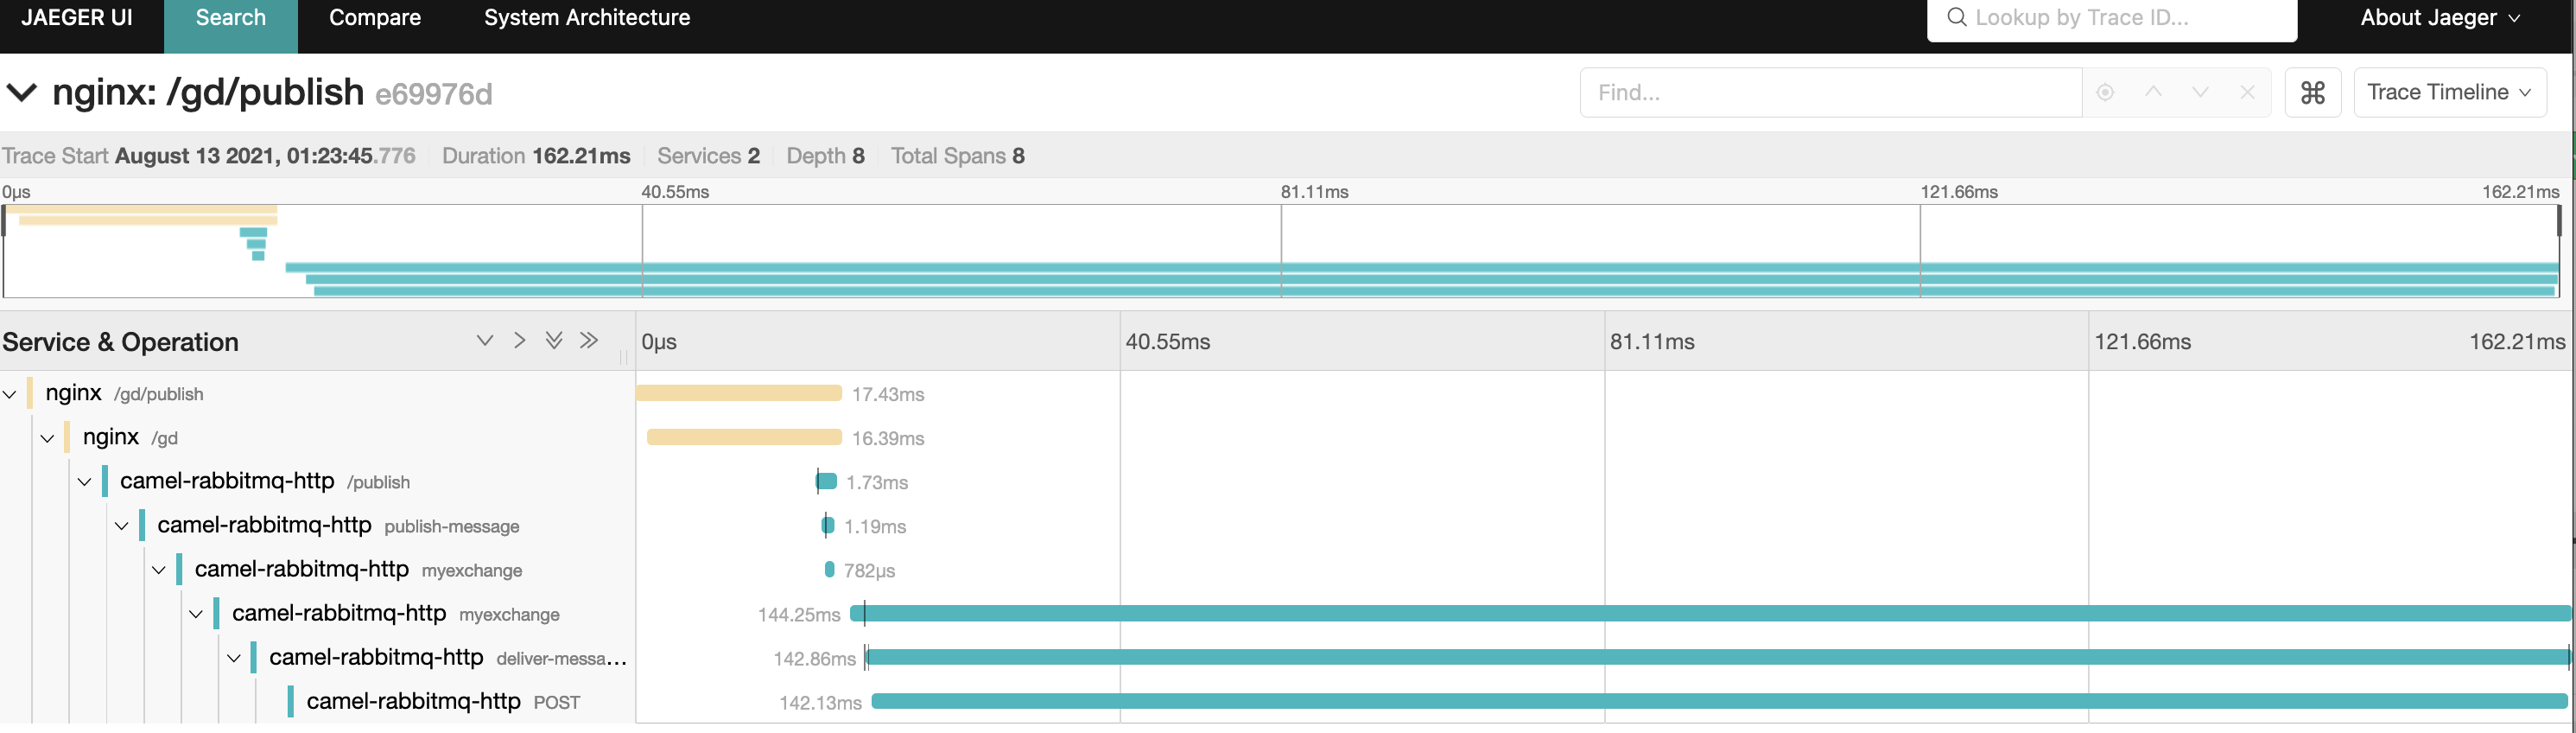 JAEGER UI Search Compare System Architecture Lookup by Trace ID... About Jaeger
nginx: /gd/publish e69976d Find... ⌘ Trace Timeline
Trace Start August 13 2021, 01:23:45.776 Duration 162.21ms Services 2 Depth 8 Total Spans 8
0μs 40.55ms 81.11ms 121.66ms 162.21ms
Service & Operation 0μs 40.55ms 81.11ms 121.66ms 162.21ms
nginx /gd/publish 17.43ms
nginx /gd 16.39ms
camel-rabbitmq-http /publish 1.73ms
camel-rabbitmq-http publish-message 1.19ms
camel-rabbitmq-http myexchange 782μs
camel-rabbitmq-http myexchange 144.25ms
camel-rabbitmq-http deliver-messa... 142.86ms
camel-rabbitmq-http POST 142.13ms